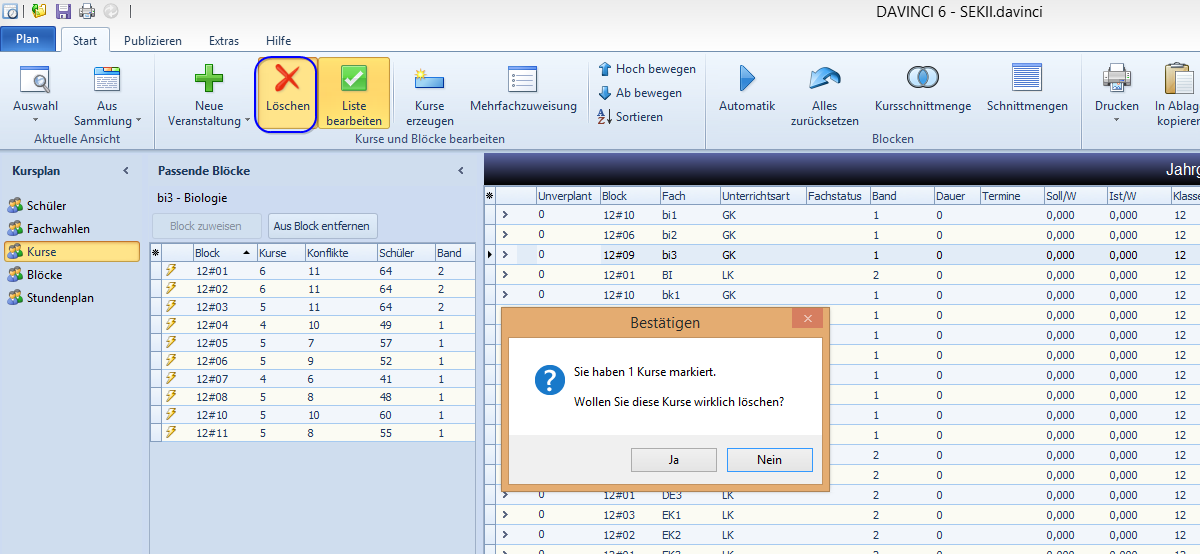 DAVINCI 6 - SEKII.davinci
Plan Start Publizieren Extras Hilfe
Auswahl Aus Sammlung Neue Veranstaltung Löschen Liste bearbeiten Kurse erzeugen Mehrfachzuweisung Hoch bewegen Ab bewegen Sortieren Automatik Alles zurücksetzen Kursschnittmenge Schnittmengen Drucken In Ablag kopieren
Aktuelle Ansicht Kurse und Blöcke bearbeiten Blocken
Kursplan
Schüler
Fachwahlen
Kurse
Blöcke
Stundenplan
Passende Blöcke
bi3 - Biologie
Block zuweisen Aus Block entfernen
Block Kurse Konflikte Schüler Band
12#01 6 11 64 2
12#02 6 11 64 2
12#03 5 11 64 2
12#04 4 10 49 1
12#05 5 7 57 1
12#06 5 9 52 1
12#07 4 6 41 1
12#08 5 8 48 1
12#10 5 10 60 1
12#11 5 8 55 1
Jahrg
Unverplant Block Fach Unterrichtsart Fachstatus Band Dauer Termine Soll/W Ist/W Klasse
0 12#10 bi1 GK 1 0 0,000 0,000 12
0 12#06 bi2 GK 1 0 0,000 0,000 12
0 12#09 bi3 GK 1 0 0,000 0,000 12
0 12#01 BI LK 2 0 0,000 0,000 12
0 12#10 bk1 GK 1 0 0,000 0,000 12
1 0 0,000 0,000 12
1 0 0,000 0,000 12
1 0 0,000 0,000 12
1 0 0,000 0,000 12
1 0 0,000 0,000 12
1 0 0,000 0,000 12
1 0 0,000 0,000 12
2 0 0,000 0,000 12
2 0 0,000 0,000 12
0 12#01 DE3 LK 2 0 0,000 0,000 12
0 12#03 EK1 LK 2 0 0,000 0,000 12
0 12#02 EK2 LK 2 0 0,000 0,000 12
Bestätigen
Sie haben 1 Kurse markiert.
Wollen Sie diese Kurse wirklich löschen?
Ja Nein